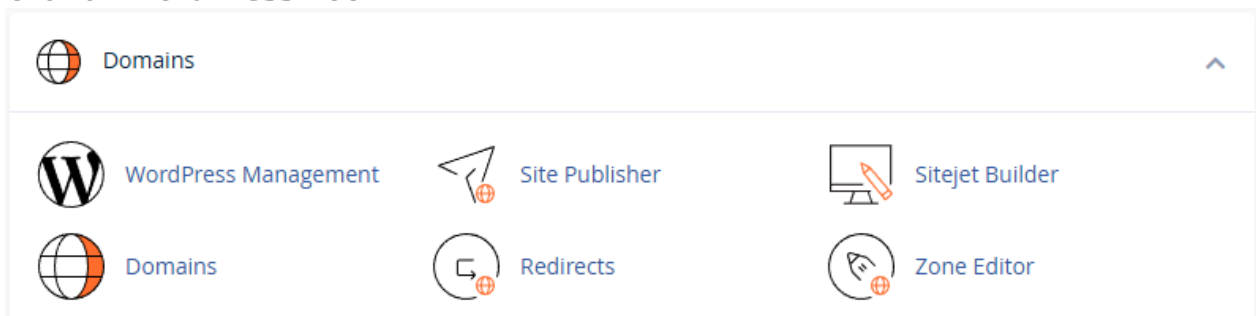 Domains
WordPress Management
Site Publisher
Sitejet Builder
Domains
Redirects
Zone Editor